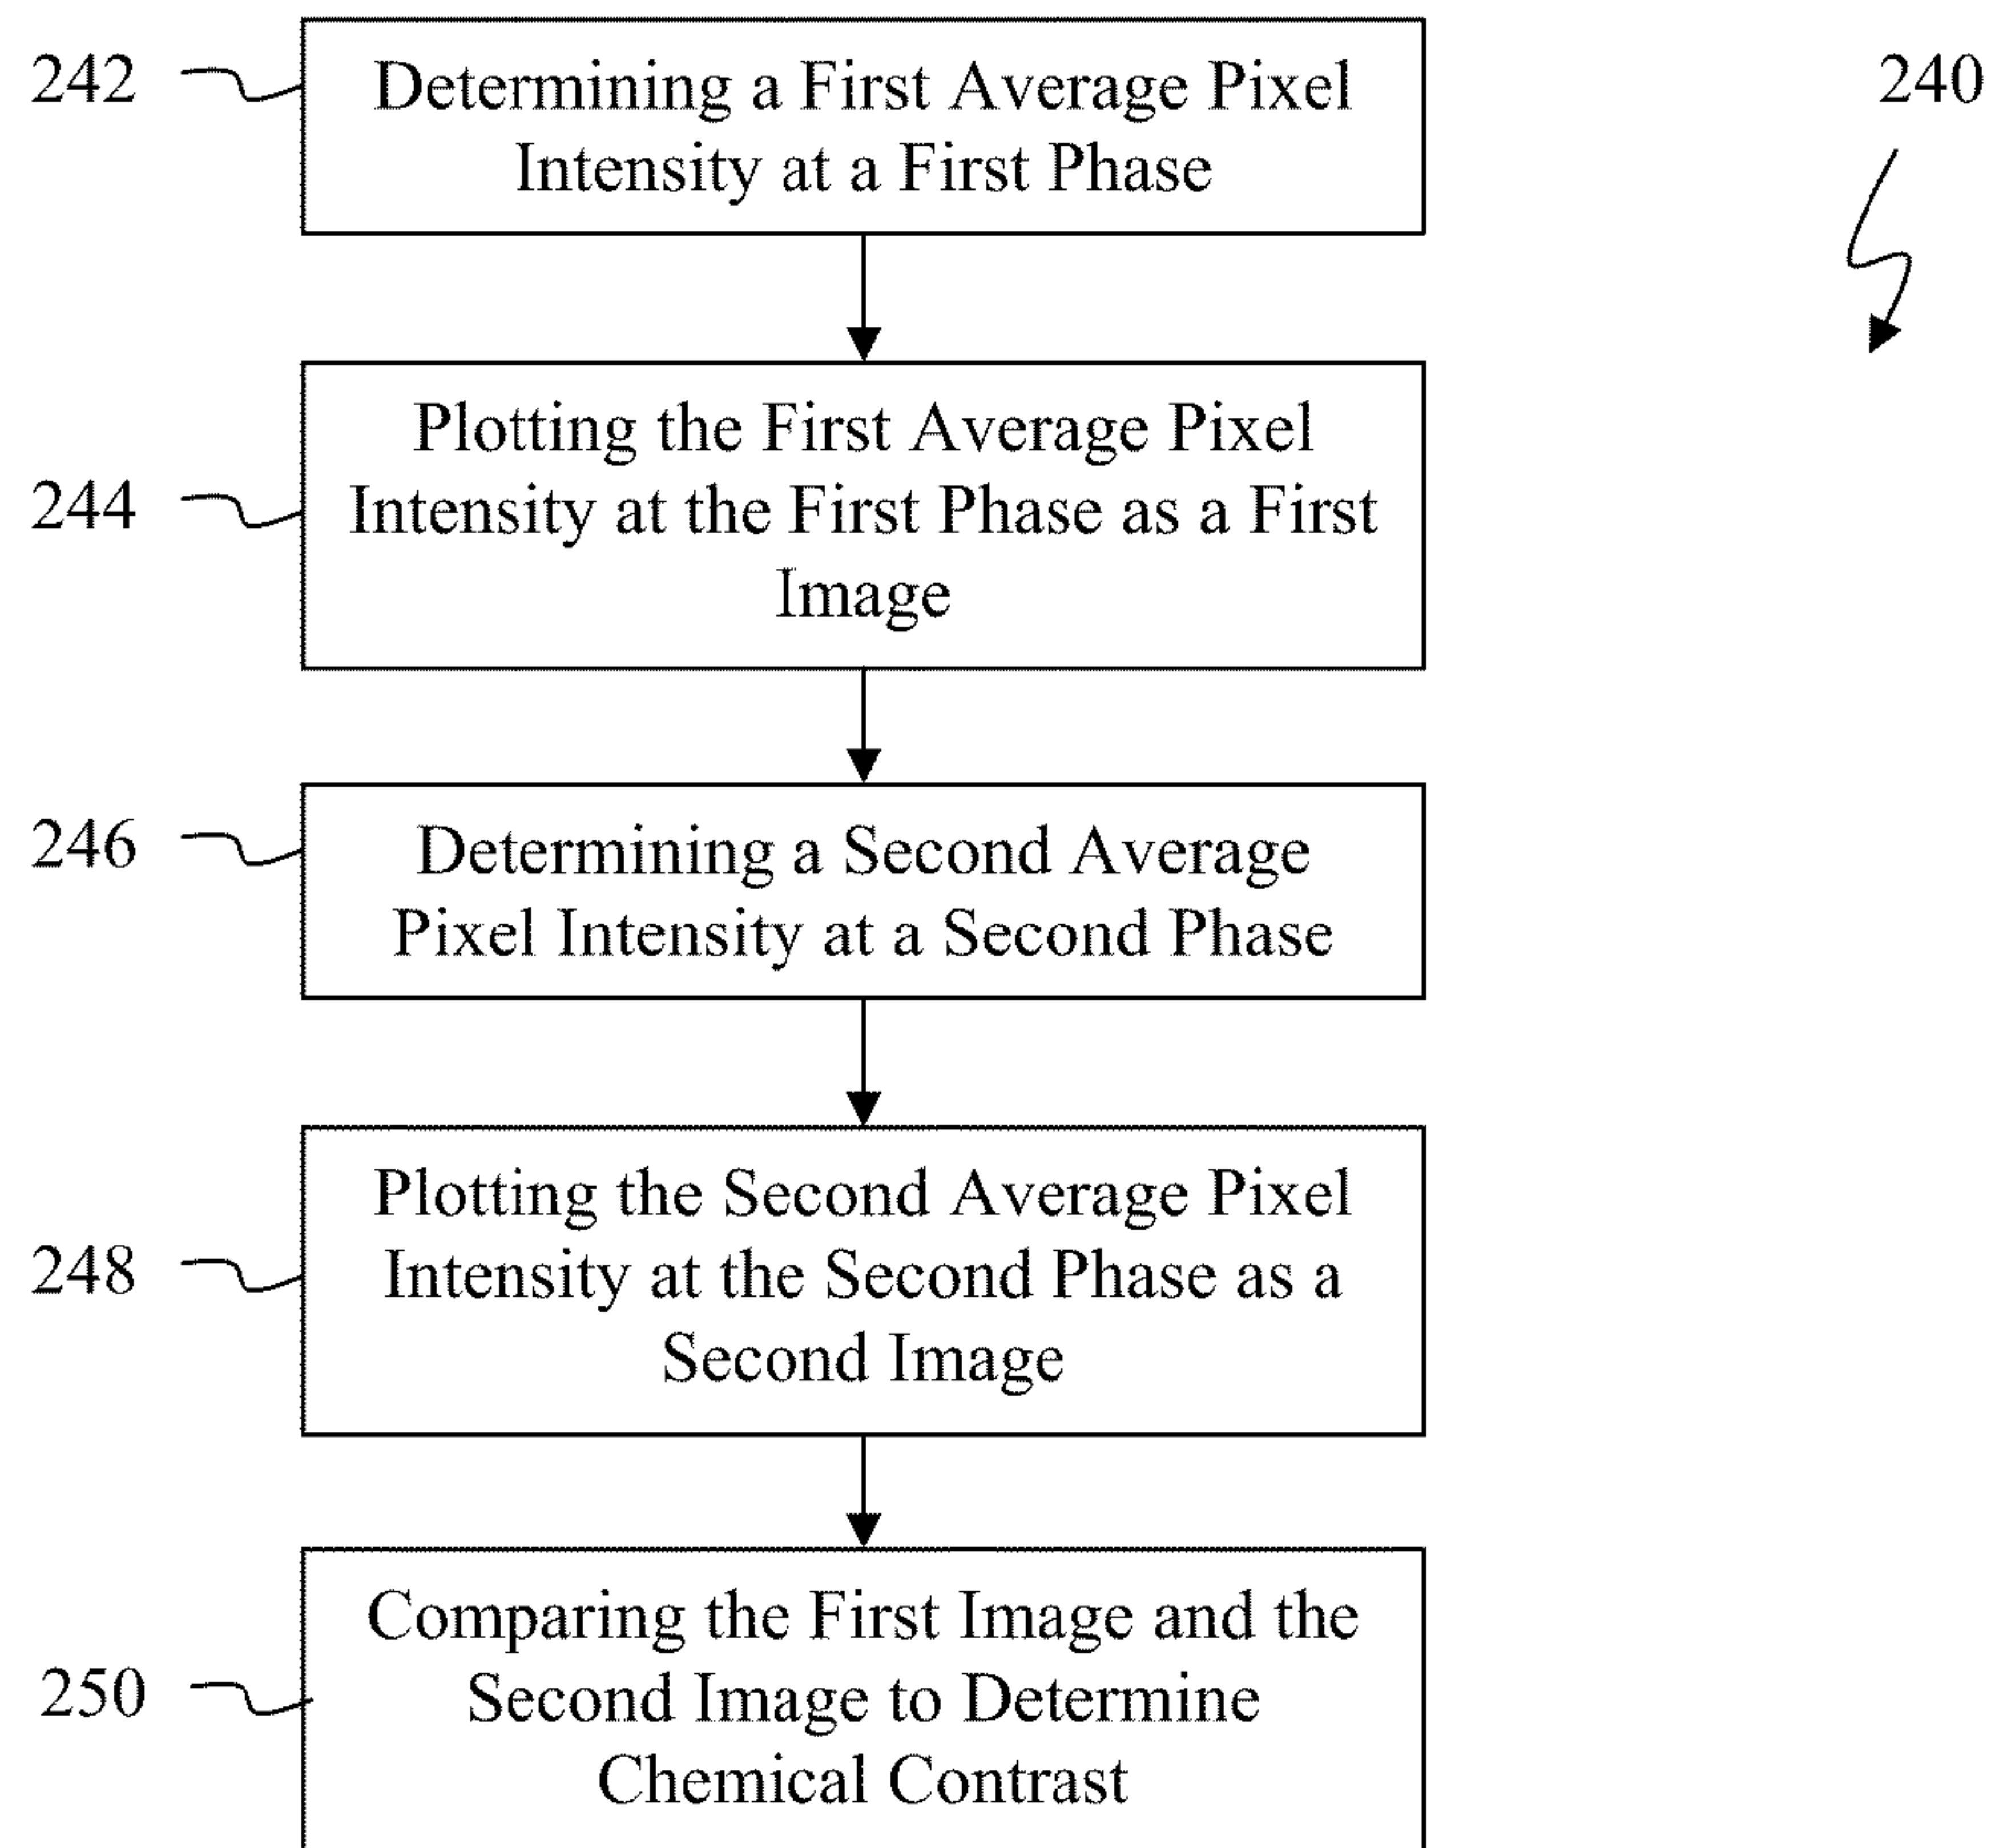 242
Determining a First Average Pixel
Intensity at a First Phase
240
244
Plotting the First Average Pixel
Intensity at the First Phase as a First
Image
246
Determining a Second Average
Pixel Intensity at a Second Phase
248
Plotting the Second Average Pixel
Intensity at the Second Phase as a
Second Image
250
Comparing the First Image and the
Second Image to Determine
Chemical Contrast